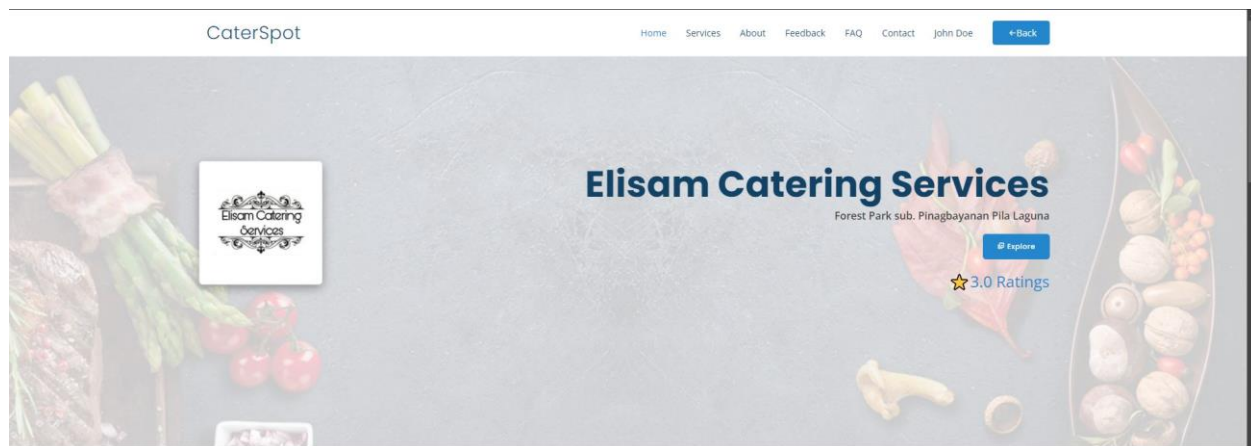 CaterSpot
Home Services About Feedback FAQ Contact John Doe ←Back
Elisam Catering
Services
Elisam Catering Services
Forest Park sub. Pinagbayanan Pila Laguna
Explore
3.0 Ratings